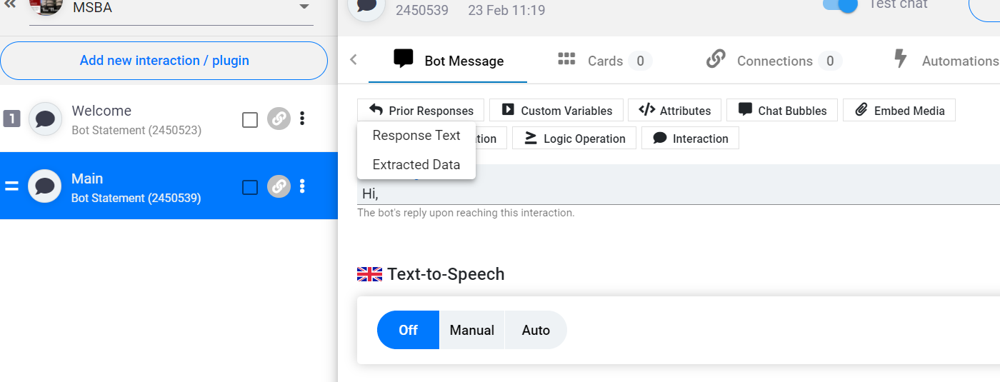 MSBA
Add new interaction / plugin
1
Welcome
Bot Statement (2450523)
Main
Bot Statement (2450539)
2450539 23 Feb 11:19
Test chat
Bot Message
Cards 0
Connections 0
Automations
Prior Responses
Custom Variables
Attributes
Chat Bubbles
Embed Media
Response Text
Extracted Data
Logic Operation
Interaction
Hi,
The bot's reply upon reaching this interaction.
Text-to-Speech
Off Manual Auto